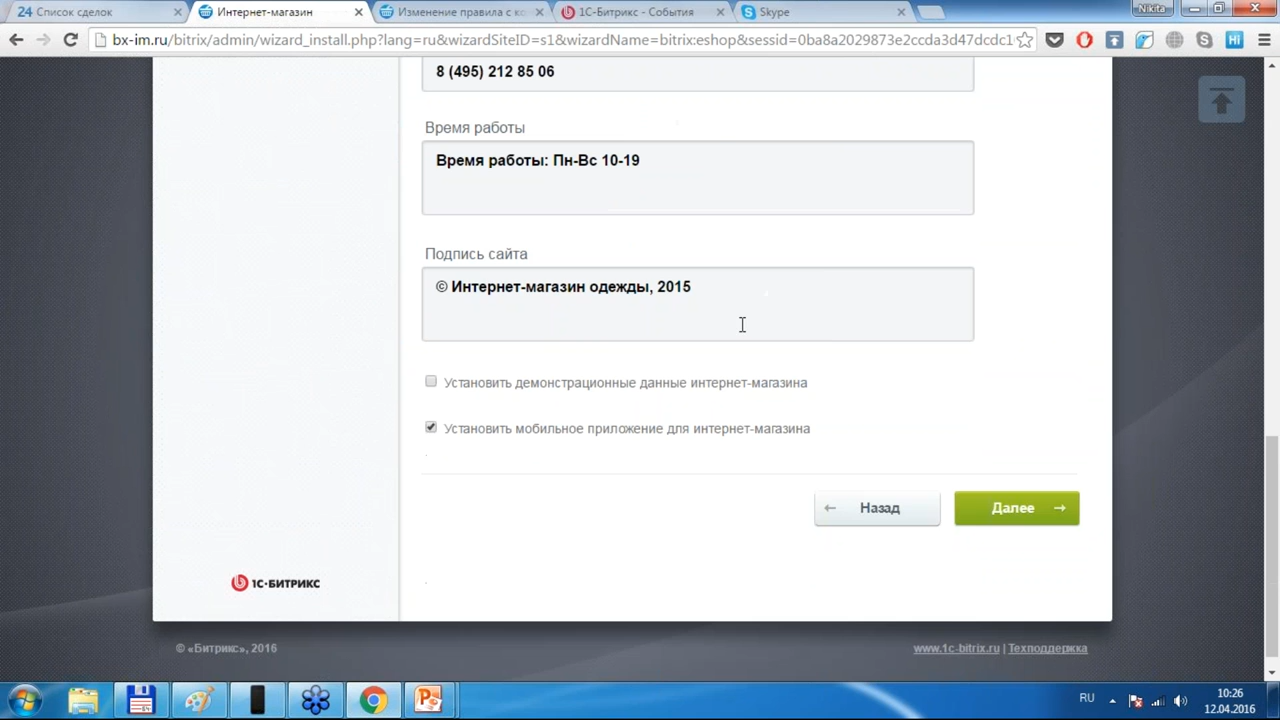 24 Список сделок
Интернет-магазин
Изменение правила с кс
1С-Битрикс - События
Skype
Nikita
bx-im.ru/bitrix/admin/wizard_install.php?lang=ru&wizardSiteID=s1&wizardName=bitrix:eshop&sessid=0ba8a2029873e2ccda3d47dcdc1
Hi
8 (495) 212 85 06
Время работы
Время работы: Пн-Вс 10-19
Подпись сайта
© Интернет-магазин одежды, 2015
Установить демонстрационные данные интернет-магазина
Установить мобильное приложение для интернет-магазина
← Назад
Далее →
1С-БИТРИКС
© «Битрикс», 2016
www.1c-bitrix.ru | Техподдержка
RU
10:26
12.04.2016